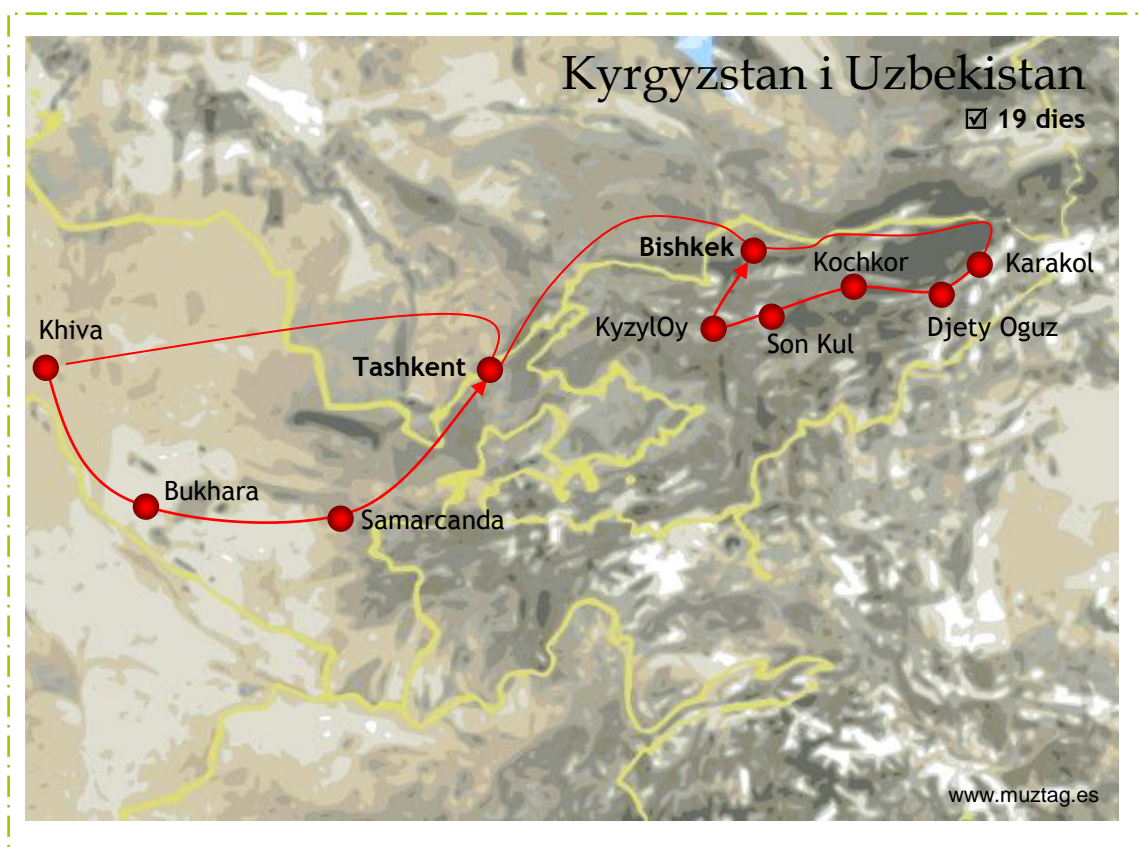 Kyrgyzstan i Uzbekistan
☑ 19 dies
Bishkek
Kochkor
Karakol
KyzylOy
Son Kul
Djety Oguz
Khiva
Tashkent
Bukhara
Samarcanda
www.muztag.es